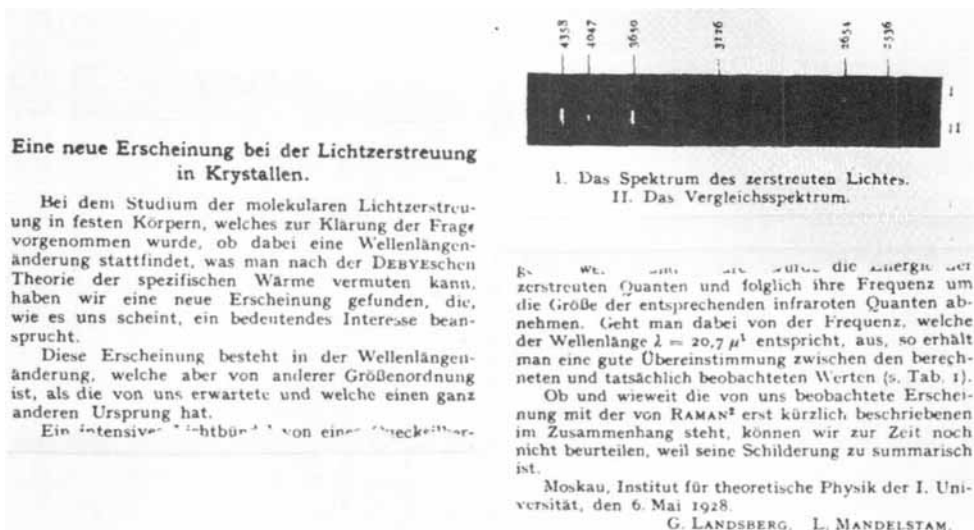 Eine neue Erscheinung bei der Lichtzerstreuung
in Krystallen.
Bei dem Studium der molekularen Lichtzerstreu-
ung in festen Körpern, welches zur Klärung der Frage
vorgenommen wurde, ob dabei eine Wellenlängen-
änderung stattfindet, was man nach der DEBYEschen
Theorie der spezifischen Wärme vermuten kann,
haben wir eine neue Erscheinung gefunden, die,
wie es uns scheint, ein bedeutendes Interesse bean-
sprucht.
Diese Erscheinung besteht in der Wellenlängen-
änderung, welche aber von anderer Größenordnung
ist, als die von uns erwartete und welche einen ganz
anderen Ursprung hat.
Ein intensives Lichtbündel von einer Quecksilber-
4358 4047 3650 3126 2654 2536
I
II
I. Das Spektrum des zerstreuten Lichtes.
II. Das Vergleichsspektrum.
wurde die Energie der
zerstreuten Quanten und folglich ihre Frequenz um
die Größe der entsprechenden infraroten Quanten ab-
nehmen. Geht man dabei von der Frequenz, welche
der Wellenlänge λ = 20,7 μ¹ entspricht, aus, so erhält
man eine gute Übereinstimmung zwischen den berech-
neten und tatsächlich beobachteten Werten (s. Tab. 1).
Ob und wieweit die von uns beobachtete Erschei-
nung mit der von RAMAN² erst kürzlich beschriebenen
im Zusammenhang steht, können wir zur Zeit noch
nicht beurteilen, weil seine Schilderung zu summarisch
ist.
Moskau, Institut für theoretische Physik der I. Uni-
versität, den 6. Mai 1928.
G. LANDSBERG. L. MANDELSTAM.